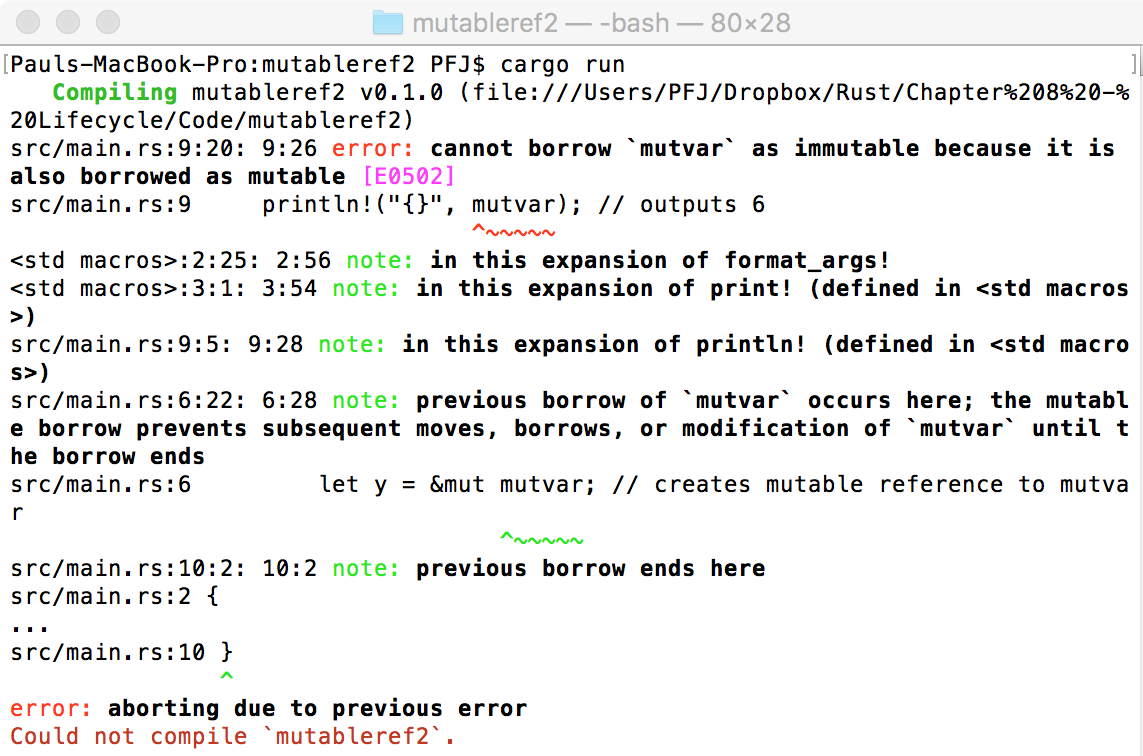 mutableref2 — -bash — 80×28
[Pauls-MacBook-Pro:mutableref2 PFJ$ cargo run ]
   Compiling mutableref2 v0.1.0 (file:///Users/PFJ/Dropbox/Rust/Chapter%208%20-%
20Lifecycle/Code/mutableref2)
src/main.rs:9:20: 9:26 error: cannot borrow `mutvar` as immutable because it is
also borrowed as mutable [E0502]
src/main.rs:9     println!("{}", mutvar); // outputs 6
                                 ^~~~~~
<std macros>:2:25: 2:56 note: in this expansion of format_args!
<std macros>:3:1: 3:54 note: in this expansion of print! (defined in <std macros
>)
src/main.rs:9:5: 9:28 note: in this expansion of println! (defined in <std macro
s>)
src/main.rs:6:22: 6:28 note: previous borrow of `mutvar` occurs here; the mutabl
e borrow prevents subsequent moves, borrows, or modification of `mutvar` until t
he borrow ends
src/main.rs:6         let y = &mut mutvar; // creates mutable reference to mutva
r
                                   ^~~~~~
src/main.rs:10:2: 10:2 note: previous borrow ends here
src/main.rs:2 {
...
src/main.rs:10 }
               ^
error: aborting due to previous error
Could not compile `mutableref2`.